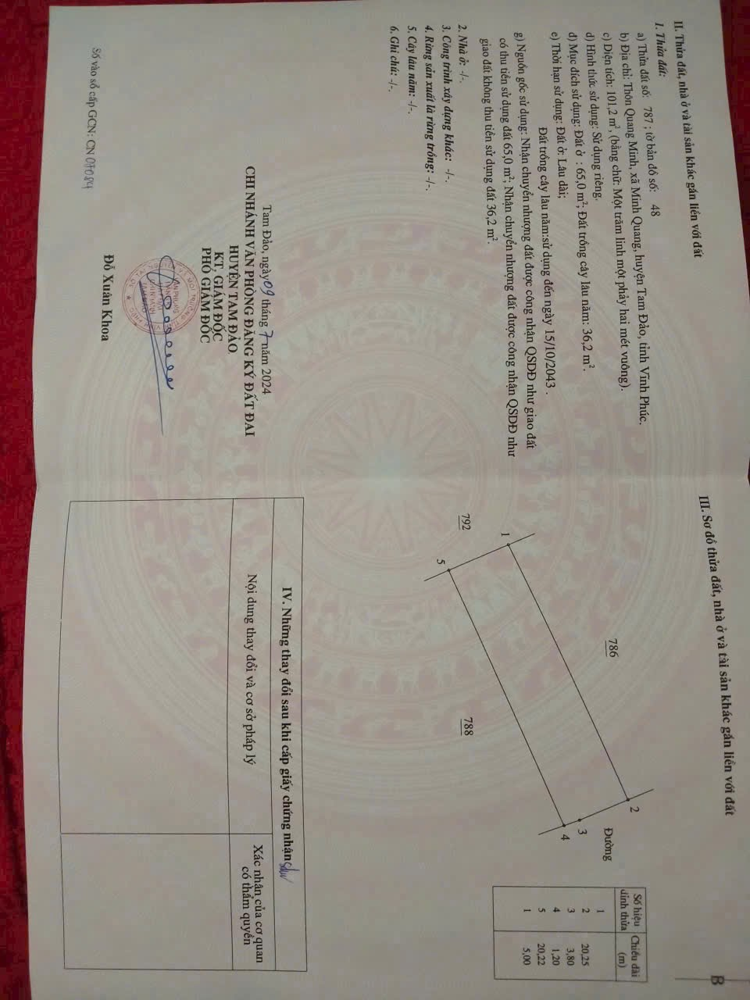 II. Thửa đất, nhà ở và tài sản khác gắn liền với đất
1. Thửa đất:
a) Thửa đất số: 787 ; tờ bản đồ số: 48
b) Địa chỉ: Thôn Quang Minh, xã Minh Quang, huyện Tam Đảo, tỉnh Vĩnh Phúc.
c) Diện tích: 101,2 m², (bằng chữ: Một trăm linh một phảy hai mét vuông).
d) Hình thức sử dụng: Sử dụng riêng.
đ) Mục đích sử dụng: Đất ở : 65,0 m²; Đất trồng cây lâu năm: 36,2 m².
e) Thời hạn sử dụng: Đất ở: Lâu dài;
Đất trồng cây lâu năm:sử dụng đến ngày 15/10/2043 .
g) Nguồn gốc sử dụng: Nhận chuyển nhượng đất được công nhận QSDĐ như giao đất
có thu tiền sử dụng đất 65,0 m²; Nhận chuyển nhượng đất được công nhận QSDĐ như
giao đất không thu tiền sử dụng đất 36,2 m².
2. Nhà ở: -/-.
3. Công trình xây dựng khác: -/-.
4. Rừng sản xuất là rừng trồng: -/-.
5. Cây lâu năm: -/-.
6. Ghi chú: -/-.
Tam Đảo, ngày 09 tháng 7 năm 2024
CHI NHÁNH VĂN PHÒNG ĐĂNG KÝ ĐẤT ĐAI
HUYỆN TAM ĐẢO
KT. GIÁM ĐỐC
PHÓ GIÁM ĐỐC
Đỗ Xuân Khoa
Số vào sổ cấp GCN: CN 07084
III. Sơ đồ thửa đất, nhà ở và tài sản khác gắn liền với đất
B
786
792
788
Đường
1
2
3
4
5
Số hiệu đỉnh thửa
Chiều dài (m)
1
20,25
2
3,80
3
1,20
4
20,22
5
5,00
1
IV. Những thay đổi sau khi cấp giấy chứng nhận
Nội dung thay đổi và cơ sở pháp lý
Xác nhận của cơ quan
có thẩm quyền